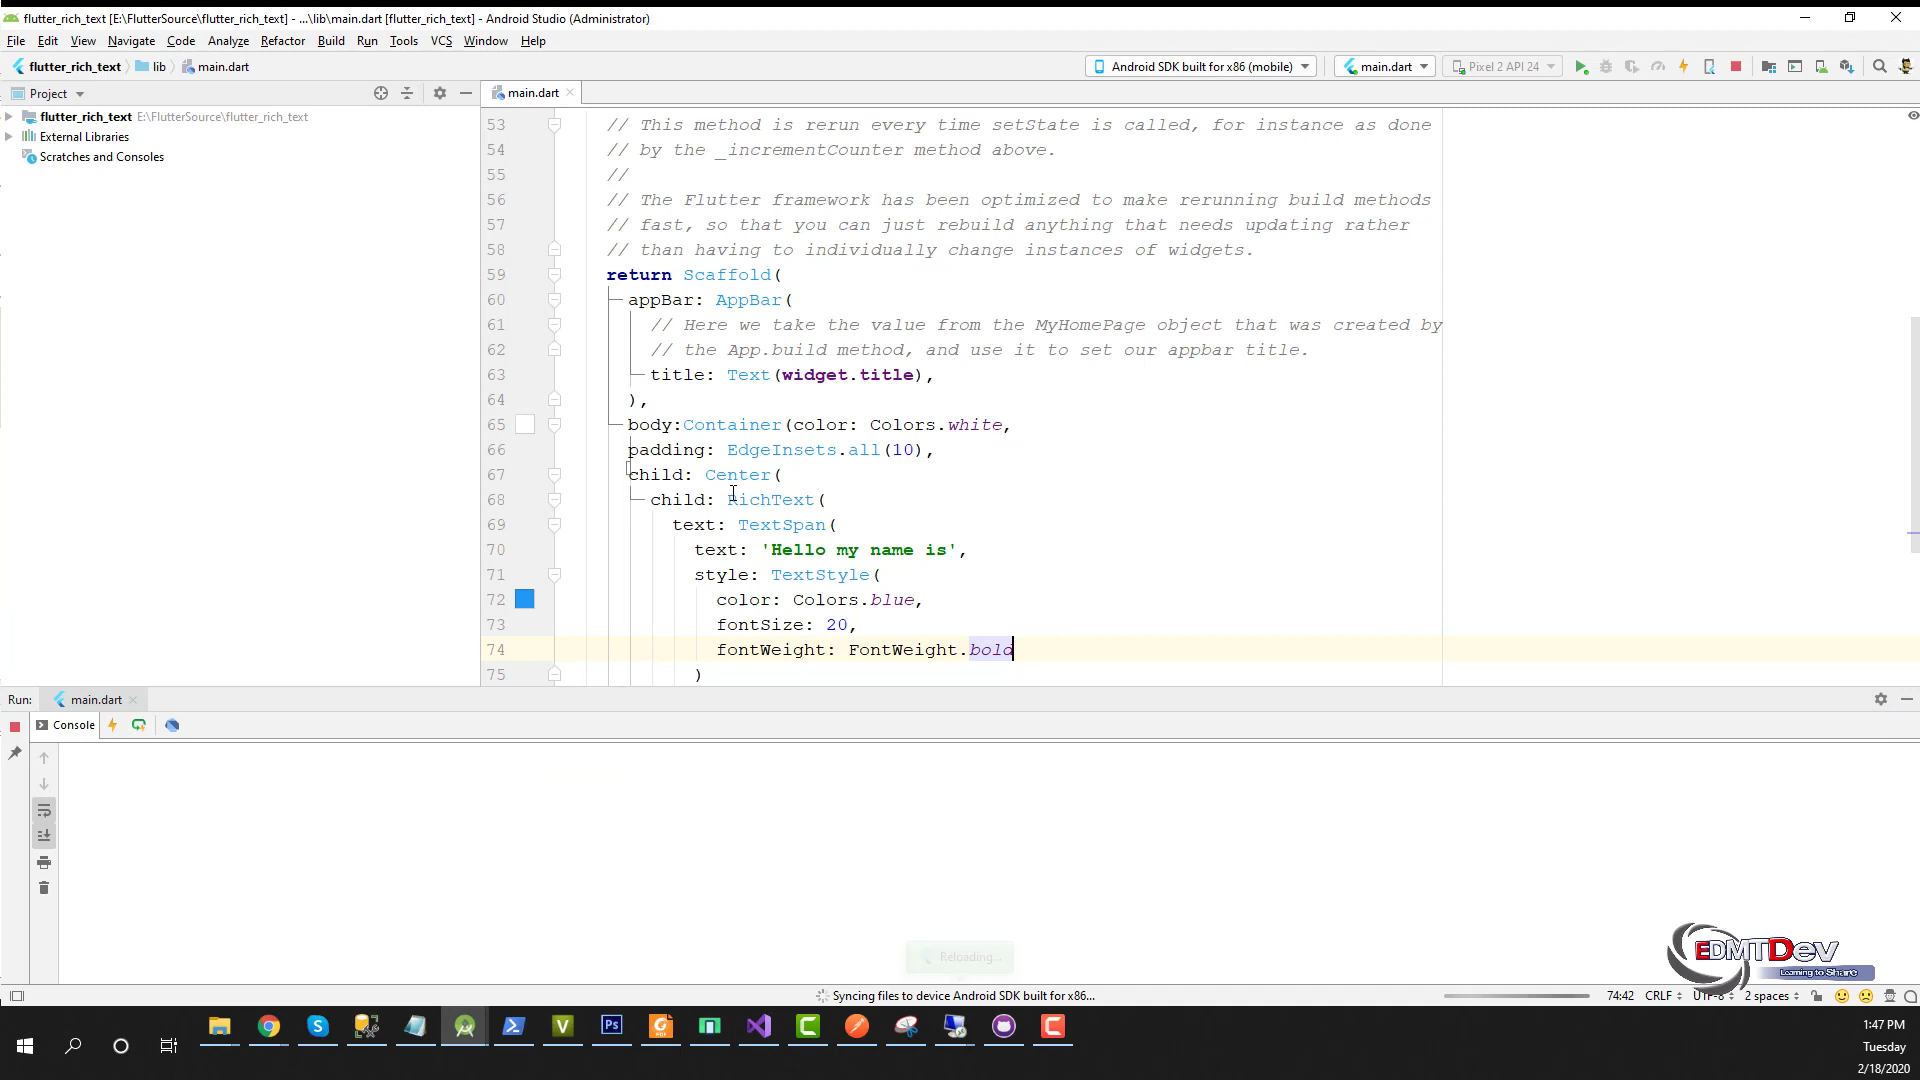 flutter_rich_text [E:\FlutterSource\flutter_rich_text] - ...\lib\main.dart [flutter_rich_text] - Android Studio (Administrator)
File Edit View Navigate Code Analyze Refactor Build Run Tools VCS Window Help
flutter_rich_text lib main.dart Android SDK built for x86 (mobile) main.dart Pixel 2 API 24
Project main.dart
flutter_rich_text E:\FlutterSource\flutter_rich_text
External Libraries
Scratches and Consoles
53 // This method is rerun every time setState is called, for instance as done
54 // by the _incrementCounter method above.
55 //
56 // The Flutter framework has been optimized to make rerunning build methods
57 // fast, so that you can just rebuild anything that needs updating rather
58 // than having to individually change instances of widgets.
59 return Scaffold(
60 appBar: AppBar(
61 // Here we take the value from the MyHomePage object that was created by
62 // the App.build method, and use it to set our appbar title.
63 title: Text(widget.title),
64 ),
65 body:Container(color: Colors.white,
66 padding: EdgeInsets.all(10),
67 child: Center(
68 child: RichText(
69 text: TextSpan(
70 text: 'Hello my name is',
71 style: TextStyle(
72 color: Colors.blue,
73 fontSize: 20,
74 fontWeight: FontWeight.bold
75 )
Run: main.dart
Console
Reloading...
EDMTDev
Learning to Share
Syncing files to device Android SDK built for x86... 74:42 CRLF UTF-8 2 spaces
1:47 PM
Tuesday
2/18/2020